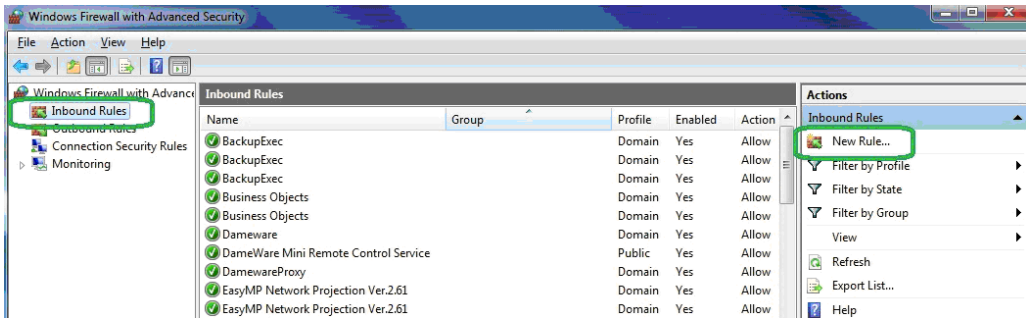 Windows Firewall with Advanced Security
File Action View Help
Windows Firewall with Advance
Inbound Rules
Outbound Rules
Connection Security Rules
Monitoring
Inbound Rules
Name Group Profile Enabled Action
BackupExec Domain Yes Allow
BackupExec Domain Yes Allow
BackupExec Domain Yes Allow
Business Objects Domain Yes Allow
Business Objects Domain Yes Allow
Dameware Domain Yes Allow
DameWare Mini Remote Control Service Public Yes Allow
DamewareProxy Domain Yes Allow
EasyMP Network Projection Ver.2.61 Domain Yes Allow
EasyMP Network Projection Ver.2.61 Domain Yes Allow
Actions
Inbound Rules
New Rule...
Filter by Profile
Filter by State
Filter by Group
View
Refresh
Export List...
Help